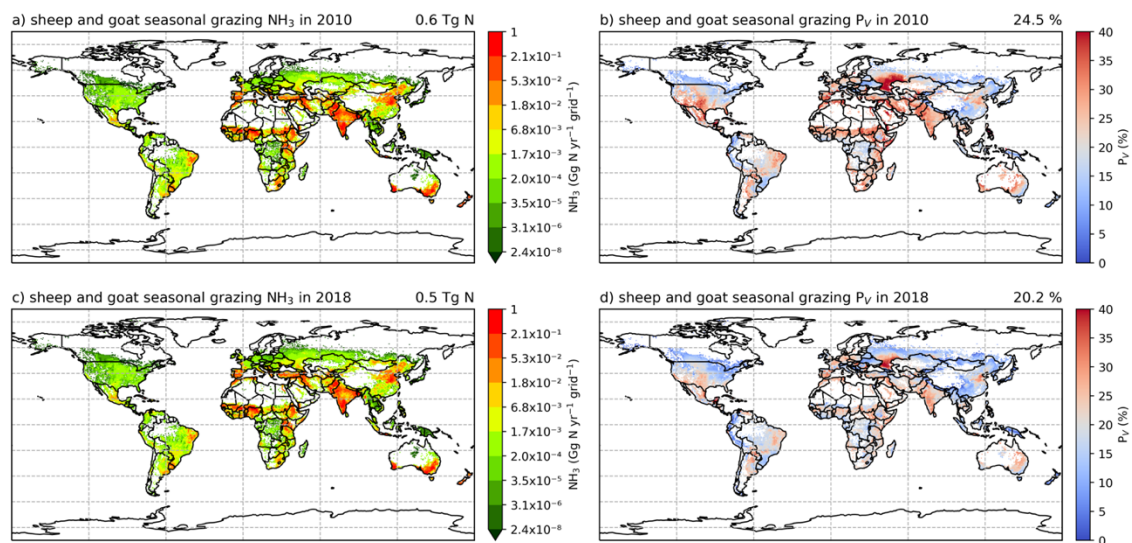 a) sheep and goat seasonal grazing NH₃ in 2010 0.6 Tg N
1
2.1x10⁻¹
5.3x10⁻²
1.8x10⁻²
6.8x10⁻³
1.7x10⁻³
2.0x10⁻⁴
3.5x10⁻⁵
3.1x10⁻⁶
2.4x10⁻⁸
NH₃ (Gg N yr⁻¹ grid⁻¹)
b) sheep and goat seasonal grazing Pᵥ in 2010 24.5 %
40
35
30
25
20
15
10
5
0
Pᵥ (%)
c) sheep and goat seasonal grazing NH₃ in 2018 0.5 Tg N
1
2.1x10⁻¹
5.3x10⁻²
1.8x10⁻²
6.8x10⁻³
1.7x10⁻³
2.0x10⁻⁴
3.5x10⁻⁵
3.1x10⁻⁶
2.4x10⁻⁸
NH₃ (Gg N yr⁻¹ grid⁻¹)
d) sheep and goat seasonal grazing Pᵥ in 2018 20.2 %
40
35
30
25
20
15
10
5
0
Pᵥ (%)